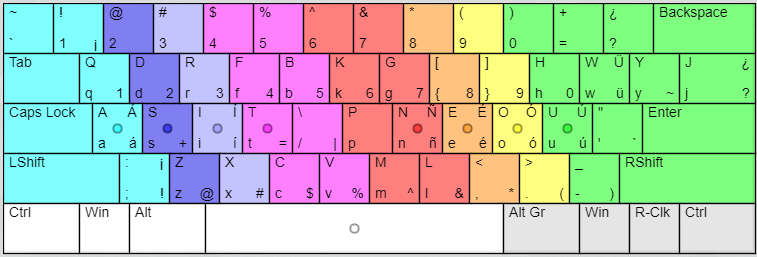 ~ ! @ # $ % ^ & * ( ) + ¿ Backspace
` 1 ¡ 2 3 4 5 6 7 8 9 0 = ?
Tab Q D R F B K G [ ] H W Ü Y J ¿
q 1 d 2 r 3 f 4 b 5 k 6 g 7 { 8 } 9 h 0 w ü y ~ j ?
Caps Lock A Á S I Í T \ P N Ñ E É O Ó U Ú " Enter
a á s + i í t = / | p n ñ e é o ó u ú ' `
LShift : ¡ Z X C V M L < > _ RShift
; ! z @ x # c $ v % m ^ l & , * . ( - )
Ctrl Win Alt Alt Gr Win R-Clk Ctrl